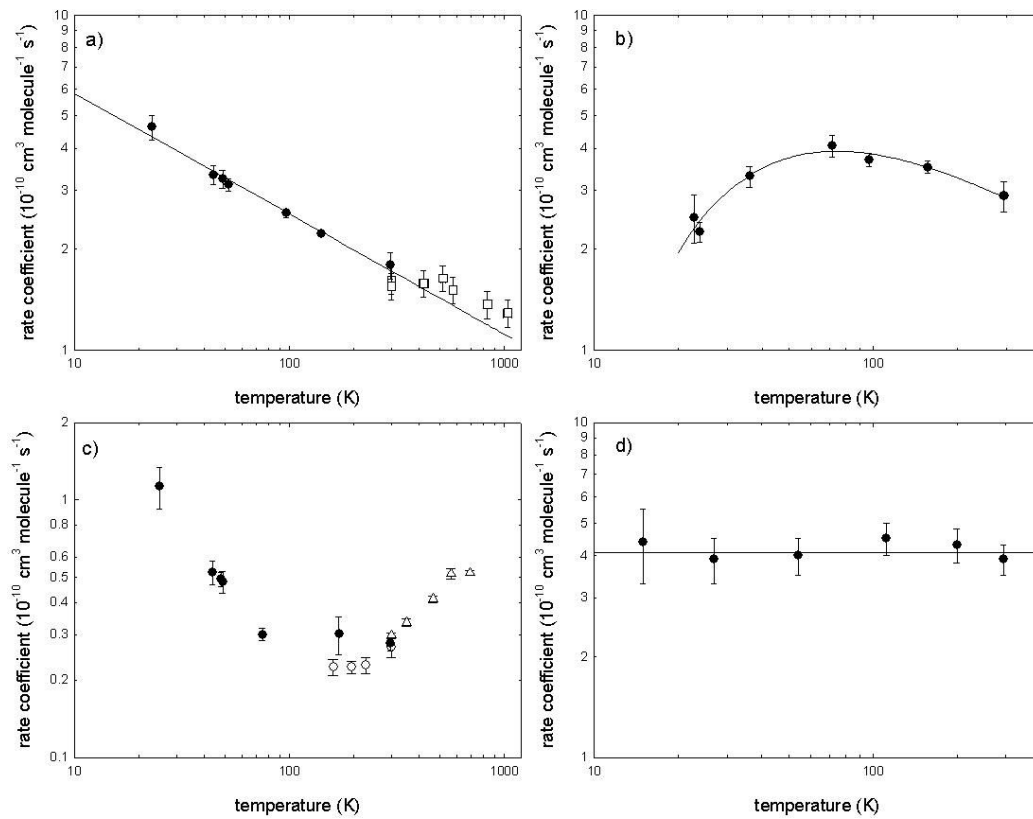 a)
10
9
8
7
6
5
4
3
2
1
rate coefficient (10⁻¹⁰ cm³ molecule⁻¹ s⁻¹)
10 100 1000
temperature (K)
b)
10
9
8
7
6
5
4
3
2
1
rate coefficient (10⁻¹⁰ cm³ molecule⁻¹ s⁻¹)
10 100
temperature (K)
c)
2
1
0.8
0.6
0.5
0.4
0.3
0.2
0.1
rate coefficient (10⁻¹⁰ cm³ molecule⁻¹ s⁻¹)
10 100 1000
temperature (K)
d)
10
9
8
7
6
5
4
3
2
1
rate coefficient (10⁻¹⁰ cm³ molecule⁻¹ s⁻¹)
10 100
temperature (K)